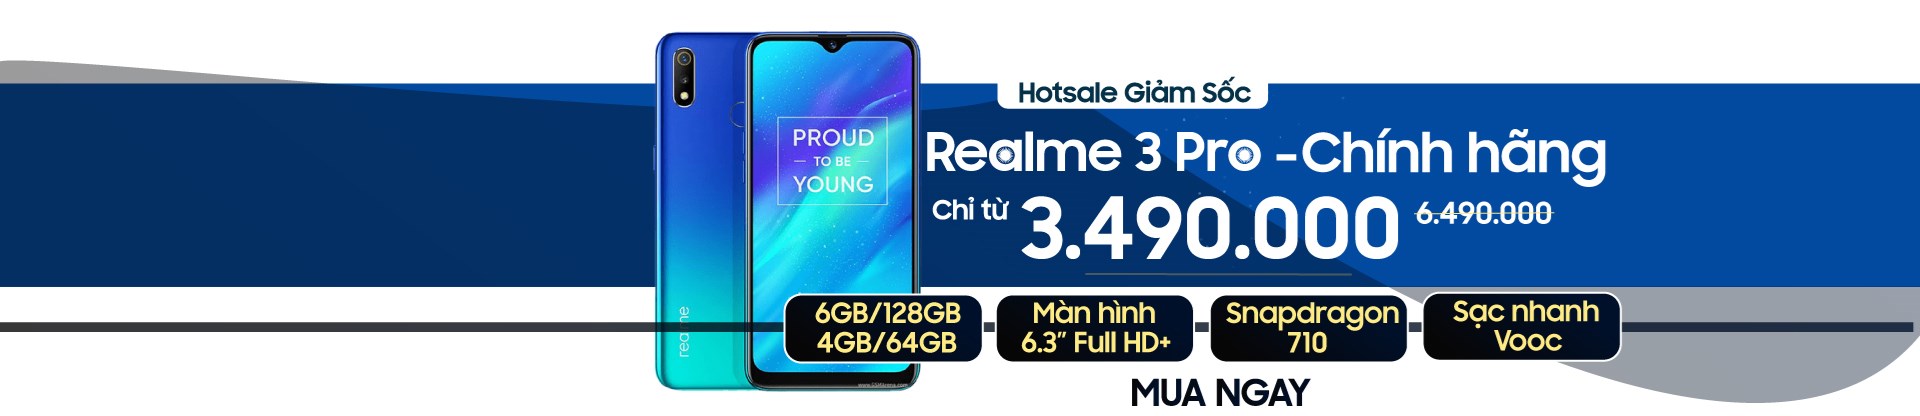 Hotsale Giảm Sốc
Realme 3 Pro - Chính hãng
Chỉ từ 3.490.000 6.490.000
PROUD
TO BE
YOUNG
realme
6GB/128GB
4GB/64GB
Màn hình
6.3" Full HD+
Snapdragon
710
Sạc nhanh
Vooc
MUA NGAY